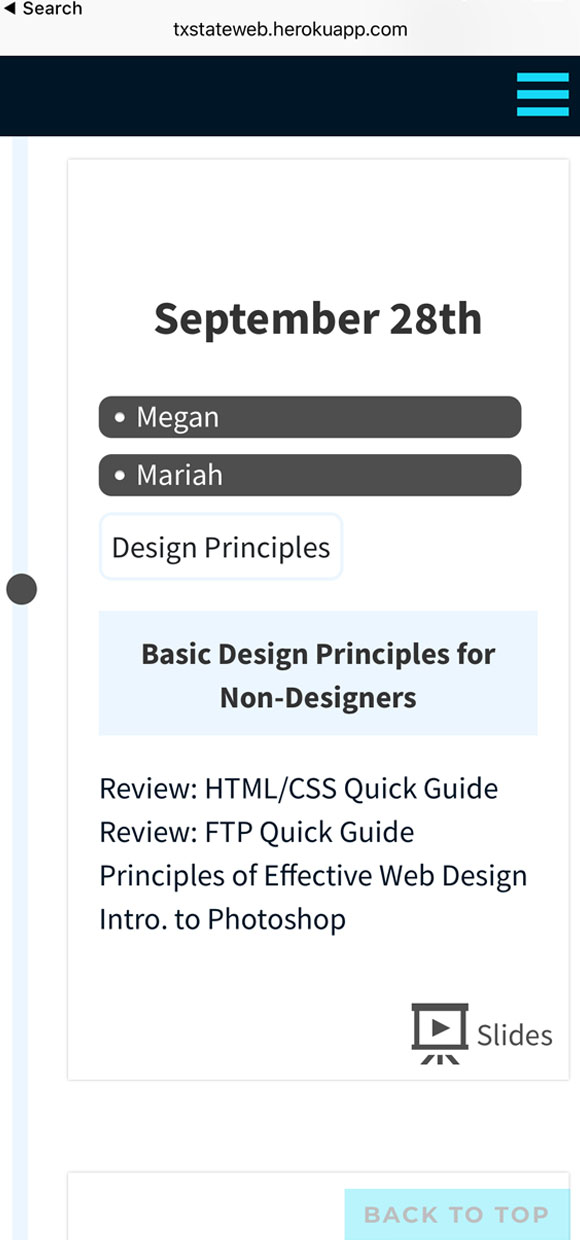 ◀ Search
txstateweb.herokuapp.com
September 28th
• Megan
• Mariah
Design Principles
Basic Design Principles for
Non-Designers
Review: HTML/CSS Quick Guide
Review: FTP Quick Guide
Principles of Effective Web Design
Intro. to Photoshop
Slides
BACK TO TOP